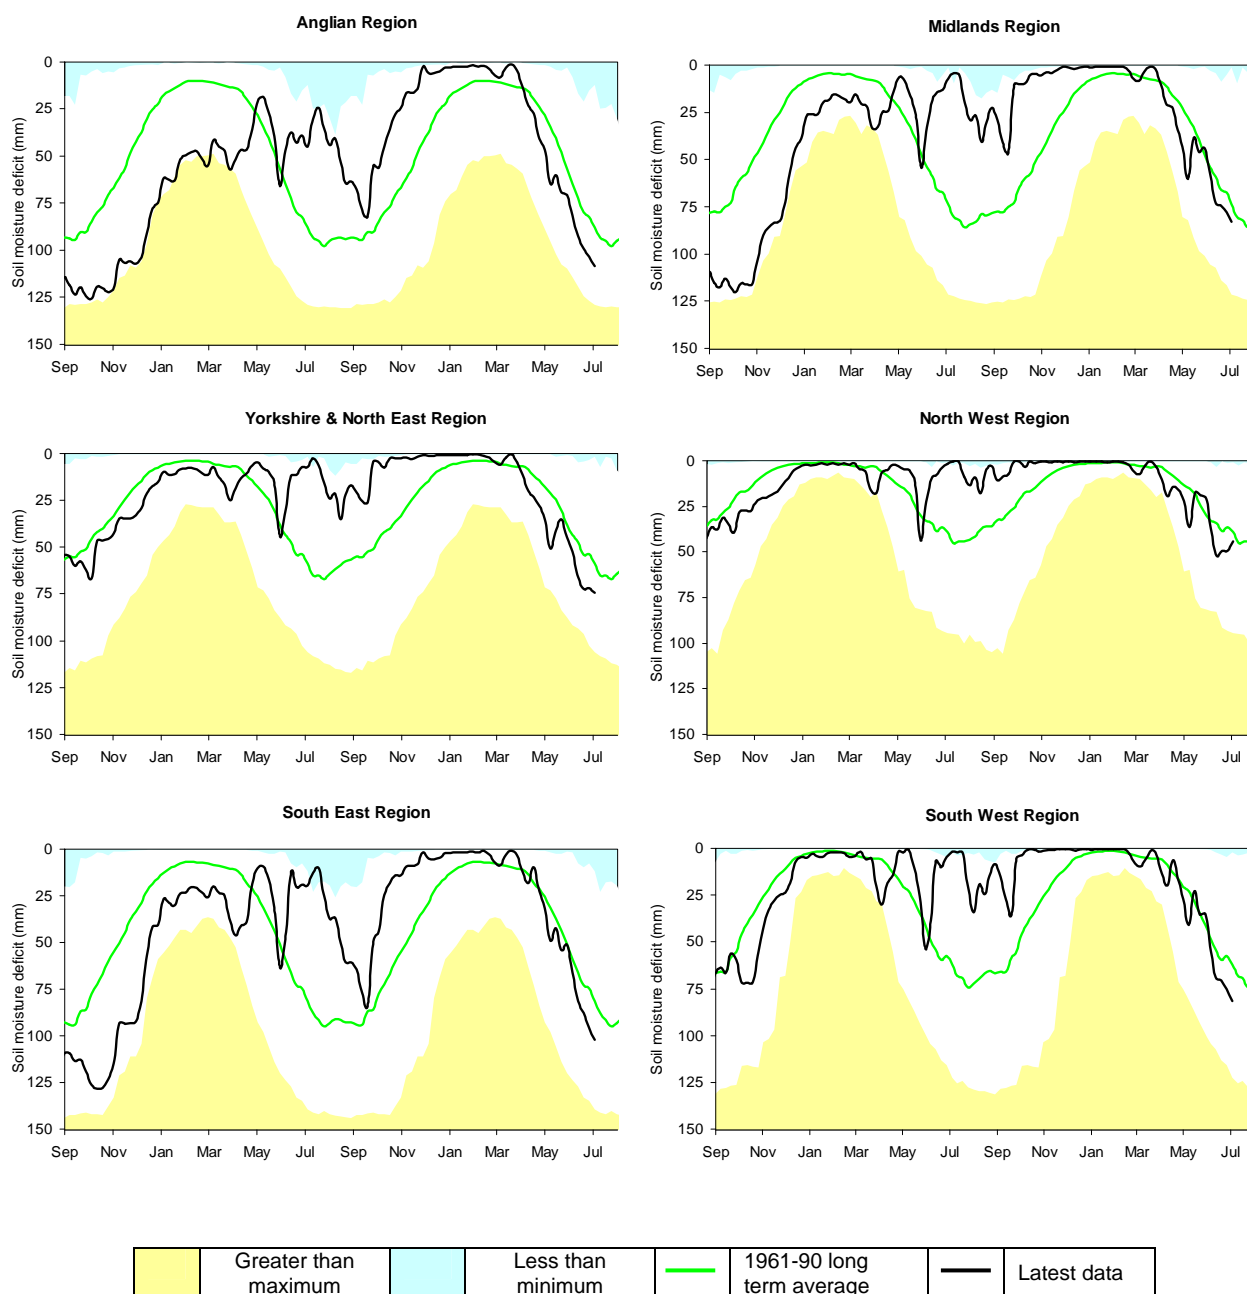 Anglian Region
Midlands Region
Soil moisture deficit (mm)
0
25
50
75
100
125
150
Sep Nov Jan Mar May Jul Sep Nov Jan Mar May Jul
Soil moisture deficit (mm)
0
25
50
75
100
125
150
Sep Nov Jan Mar May Jul Sep Nov Jan Mar May Jul
Yorkshire & North East Region
North West Region
Soil moisture deficit (mm)
0
25
50
75
100
125
150
Sep Nov Jan Mar May Jul Sep Nov Jan Mar May Jul
Soil moisture deficit (mm)
0
25
50
75
100
125
150
Sep Nov Jan Mar May Jul Sep Nov Jan Mar May Jul
South East Region
South West Region
Soil moisture deficit (mm)
0
25
50
75
100
125
150
Sep Nov Jan Mar May Jul Sep Nov Jan Mar May Jul
Soil moisture deficit (mm)
0
25
50
75
100
125
150
Sep Nov Jan Mar May Jul Sep Nov Jan Mar May Jul
Greater than
maximum
Less than
minimum
1961-90 long
term average
Latest data